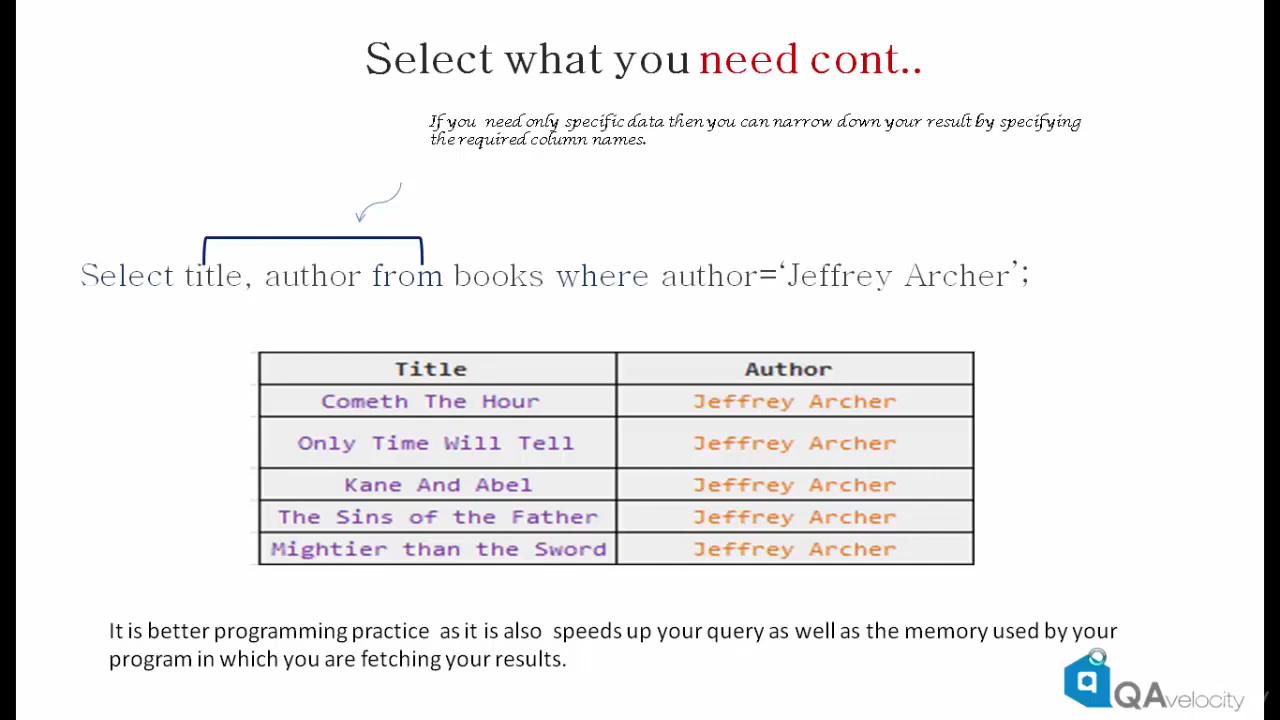 Select what you need cont..
If you need only specific data then you can narrow down your result by specifying
the required column names.
Select title, author from books where author=‘Jeffrey Archer’;
Title Author
Cometh The Hour Jeffrey Archer
Only Time Will Tell Jeffrey Archer
Kane And Abel Jeffrey Archer
The Sins of the Father Jeffrey Archer
Mightier than the Sword Jeffrey Archer
It is better programming practice as it is also speeds up your query as well as the memory used by your
program in which you are fetching your results.
QAvelocity